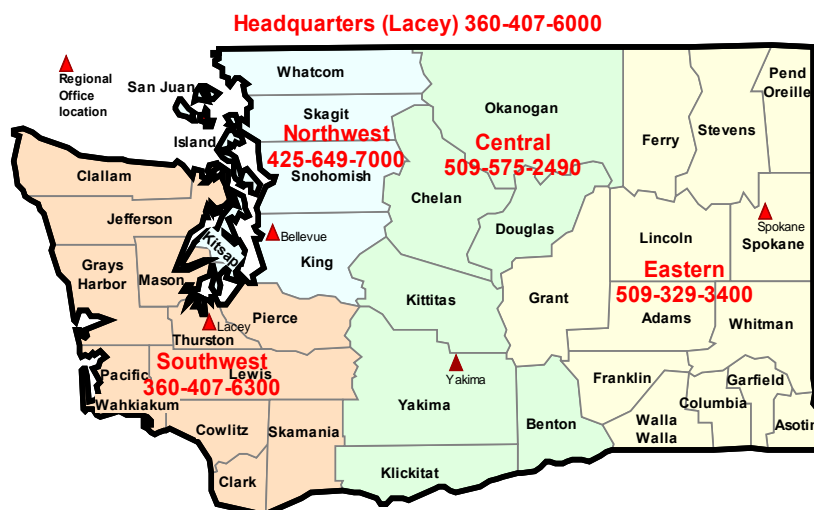 Headquarters (Lacey) 360-407-6000
Regional
Office
location
San Juan
Island
Whatcom
Skagit
Northwest
425-649-7000
Snohomish
King
Bellevue
Kitsap
Okanogan
Central
509-575-2490
Chelan
Douglas
Kittitas
Yakima
Yakima
Benton
Klickitat
Pend
Oreille
Stevens
Ferry
Spokane
Spokane
Lincoln
Eastern
509-329-3400
Grant
Adams
Whitman
Franklin
Garfield
Columbia
Walla
Walla
Asotin
Clallam
Jefferson
Grays
Harbor
Mason
Lacey
Thurston
Pierce
Southwest
360-407-6300
Pacific
Lewis
Wahkiakum
Cowlitz
Skamania
Clark